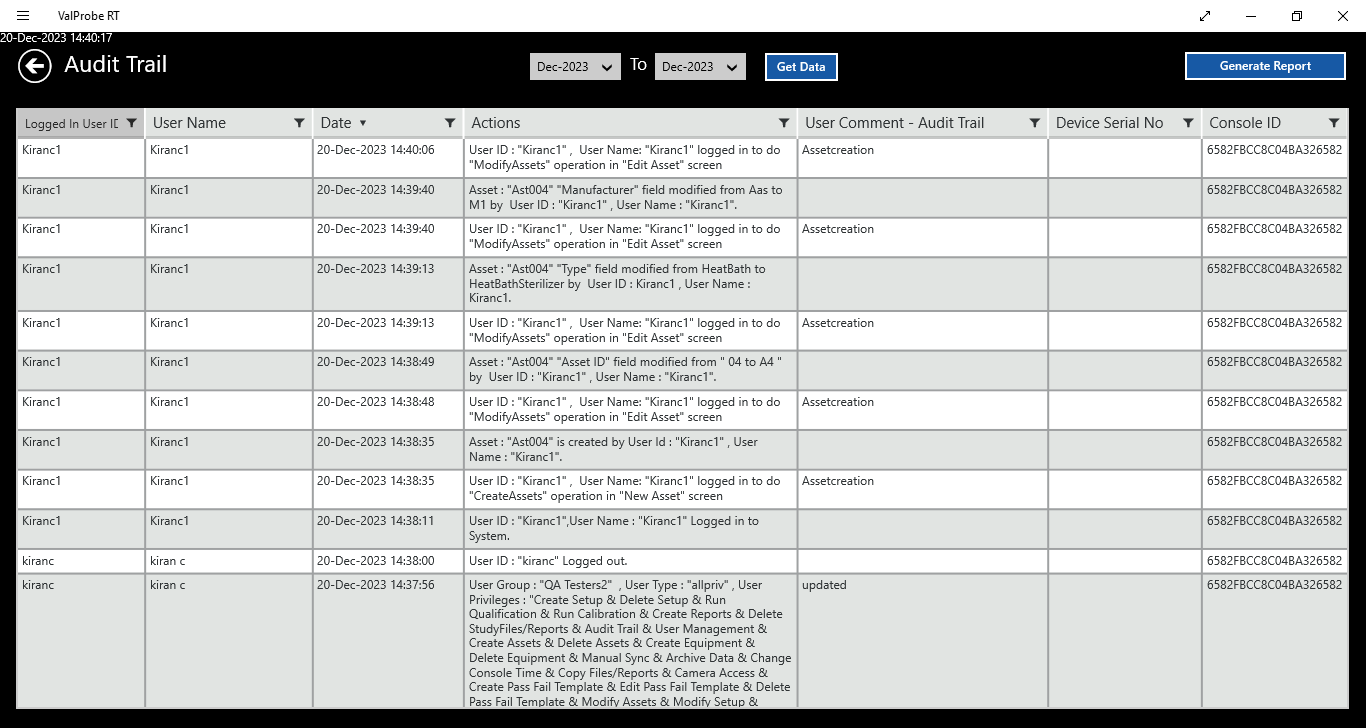 ValProbe RT
20-Dec-2023 14:40:17
Audit Trail
Dec-2023 To Dec-2023 Get Data Generate Report
Logged In User ID User Name Date Actions User Comment - Audit Trail Device Serial No Console ID
Kiranc1 Kiranc1 20-Dec-2023 14:40:06 User ID : "Kiranc1" , User Name: "Kiranc1" logged in to do Assetcreation 6582FBCC8C04BA326582
"ModifyAssets" operation in "Edit Asset" screen
Kiranc1 Kiranc1 20-Dec-2023 14:39:40 Asset : "Ast004" "Manufacturer" field modified from Aas to 6582FBCC8C04BA326582
M1 by User ID : "Kiranc1" , User Name : "Kiranc1".
Kiranc1 Kiranc1 20-Dec-2023 14:39:40 User ID : "Kiranc1" , User Name: "Kiranc1" logged in to do Assetcreation 6582FBCC8C04BA326582
"ModifyAssets" operation in "Edit Asset" screen
Kiranc1 Kiranc1 20-Dec-2023 14:39:13 Asset : "Ast004" "Type" field modified from HeatBath to 6582FBCC8C04BA326582
HeatBathSterilizer by User ID : Kiranc1 , User Name :
Kiranc1.
Kiranc1 Kiranc1 20-Dec-2023 14:39:13 User ID : "Kiranc1" , User Name: "Kiranc1" logged in to do Assetcreation 6582FBCC8C04BA326582
"ModifyAssets" operation in "Edit Asset" screen
Kiranc1 Kiranc1 20-Dec-2023 14:38:49 Asset : "Ast004" "Asset ID" field modified from " 04 to A4 " 6582FBCC8C04BA326582
by User ID : "Kiranc1" , User Name : "Kiranc1".
Kiranc1 Kiranc1 20-Dec-2023 14:38:48 User ID : "Kiranc1" , User Name: "Kiranc1" logged in to do Assetcreation 6582FBCC8C04BA326582
"ModifyAssets" operation in "Edit Asset" screen
Kiranc1 Kiranc1 20-Dec-2023 14:38:35 Asset : "Ast004" is created by User Id : "Kiranc1" , User 6582FBCC8C04BA326582
Name : "Kiranc1".
Kiranc1 Kiranc1 20-Dec-2023 14:38:35 User ID : "Kiranc1" , User Name: "Kiranc1" logged in to do Assetcreation 6582FBCC8C04BA326582
"CreateAssets" operation in "New Asset" screen
Kiranc1 Kiranc1 20-Dec-2023 14:38:11 User ID : "Kiranc1",User Name : "Kiranc1" Logged in to 6582FBCC8C04BA326582
System.
kiranc kiran c 20-Dec-2023 14:38:00 User ID : "kiranc" Logged out. 6582FBCC8C04BA326582
kiranc kiran c 20-Dec-2023 14:37:56 User Group : "QA Testers2" , User Type : "allpriv" , User updated 6582FBCC8C04BA326582
Privileges : "Create Setup & Delete Setup & Run
Qualification & Run Calibration & Create Reports & Delete
StudyFiles/Reports & Audit Trail & User Management &
Create Assets & Delete Assets & Create Equipment &
Delete Equipment & Manual Sync & Archive Data & Change
Console Time & Copy Files/Reports & Camera Access &
Create Pass Fail Template & Edit Pass Fail Template & Delete
Pass Fail Template & Modify Assets & Modify Setup &